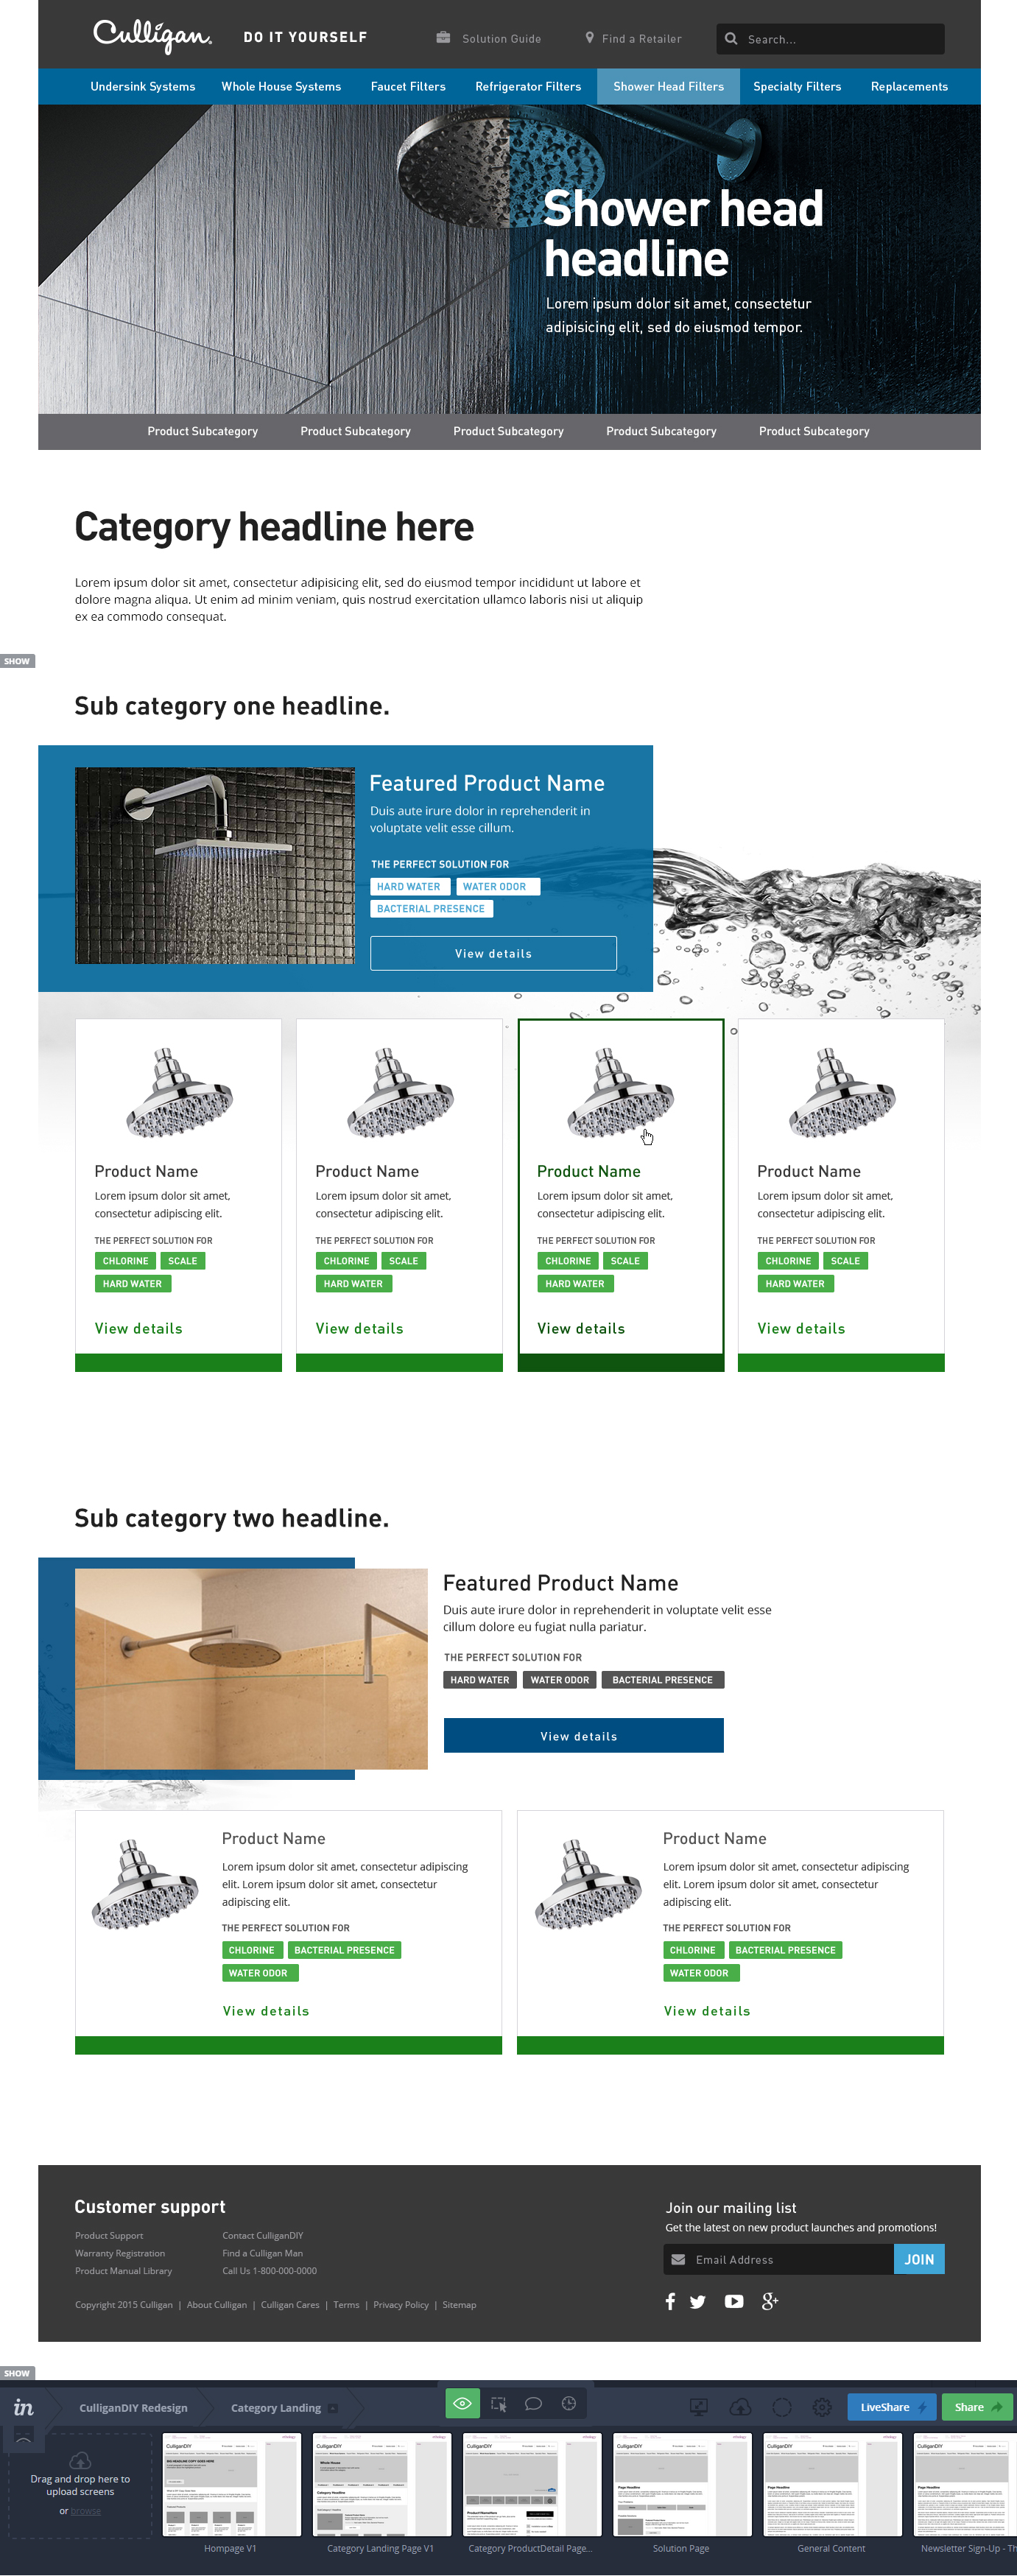 Culligan.
DO IT YOURSELF
Solution Guide
Find a Retailer
Search...
Undersink Systems
Whole House Systems
Faucet Filters
Refrigerator Filters
Shower Head Filters
Specialty Filters
Replacements
Shower head
headline
Lorem ipsum dolor sit amet, consectetur
adipisicing elit, sed do eiusmod tempor.
Product Subcategory
Product Subcategory
Product Subcategory
Product Subcategory
Product Subcategory
Category headline here
Lorem ipsum dolor sit amet, consectetur adipisicing elit, sed do eiusmod tempor incididunt ut labore et
dolore magna aliqua. Ut enim ad minim veniam, quis nostrud exercitation ullamco laboris nisi ut aliquip
ex ea commodo consequat.
SHOW
Sub category one headline.
Featured Product Name
Duis aute irure dolor in reprehenderit in
voluptate velit esse cillum.
THE PERFECT SOLUTION FOR
HARD WATER
WATER ODOR
BACTERIAL PRESENCE
View details
Product Name
Lorem ipsum dolor sit amet,
consectetur adipiscing elit.
THE PERFECT SOLUTION FOR
CHLORINE
SCALE
HARD WATER
View details
Product Name
Lorem ipsum dolor sit amet,
consectetur adipiscing elit.
THE PERFECT SOLUTION FOR
CHLORINE
SCALE
HARD WATER
View details
Product Name
Lorem ipsum dolor sit amet,
consectetur adipiscing elit.
THE PERFECT SOLUTION FOR
CHLORINE
SCALE
HARD WATER
View details
Product Name
Lorem ipsum dolor sit amet,
consectetur adipiscing elit.
THE PERFECT SOLUTION FOR
CHLORINE
SCALE
HARD WATER
View details
Sub category two headline.
Featured Product Name
Duis aute irure dolor in reprehenderit in voluptate velit esse
cillum dolore eu fugiat nulla pariatur.
THE PERFECT SOLUTION FOR
HARD WATER
WATER ODOR
BACTERIAL PRESENCE
View details
Product Name
Lorem ipsum dolor sit amet, consectetur adipiscing
elit. Lorem ipsum dolor sit amet, consectetur
adipiscing elit.
THE PERFECT SOLUTION FOR
CHLORINE
BACTERIAL PRESENCE
WATER ODOR
View details
Product Name
Lorem ipsum dolor sit amet, consectetur adipiscing
elit. Lorem ipsum dolor sit amet, consectetur
adipiscing elit.
THE PERFECT SOLUTION FOR
CHLORINE
BACTERIAL PRESENCE
WATER ODOR
View details
Customer support
Product Support
Warranty Registration
Product Manual Library
Contact CulliganDIY
Find a Culligan Man
Call Us 1-800-000-0000
Copyright 2015 Culligan | About Culligan | Culligan Cares | Terms | Privacy Policy | Sitemap
Join our mailing list
Get the latest on new product launches and promotions!
Email Address
JOIN
SHOW
in
CulliganDIY Redesign
Category Landing
LiveShare
Share
Drag and drop here to
upload screens
or browse
CulliganDIY
CulliganDIY
CulliganDIY
CulliganDIY
CulliganDIY
CulliganDIY
Hompage V1
Category Landing Page V1
Category ProductDetail Page...
Solution Page
General Content
Newsletter Sign-Up - Th